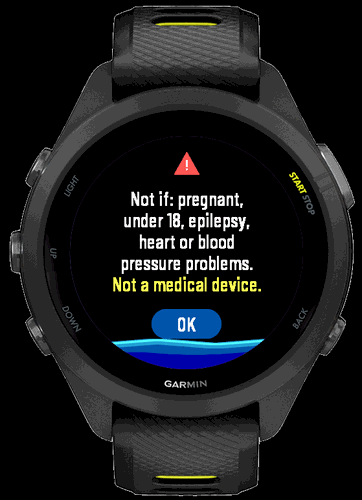 Not if: pregnant,
under 18, epilepsy,
heart or blood
pressure problems.
Not a medical device.
OK
LIGHT
START STOP
UP
DOWN
BACK
GARMIN